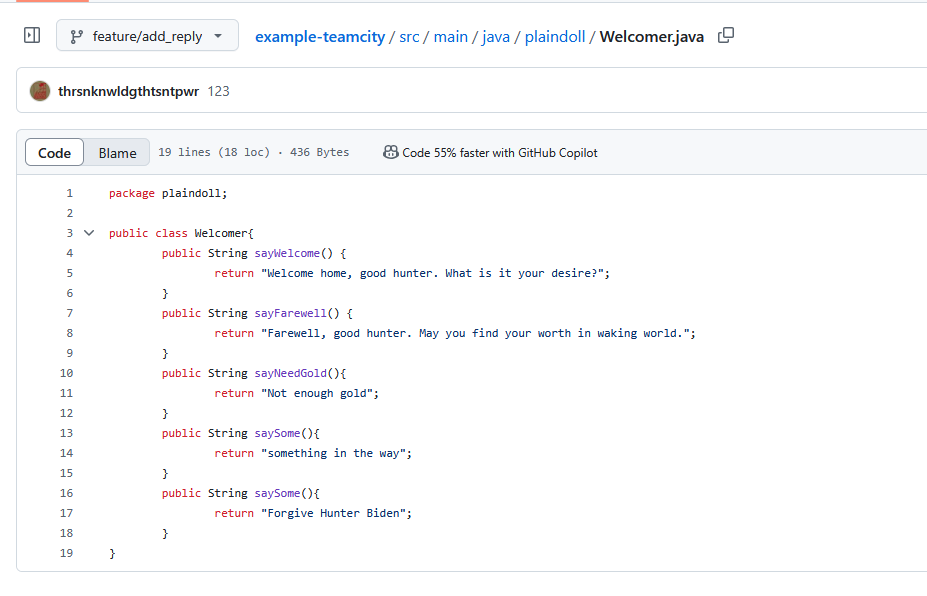 feature/add_reply example-teamcity / src / main / java / plaindoll / Welcomer.java
thrsnknwldgthtsntpwr 123
Code Blame 19 lines (18 loc) · 436 Bytes Code 55% faster with GitHub Copilot
1 package plaindoll;
2
3 public class Welcomer{
4 public String sayWelcome() {
5 return "Welcome home, good hunter. What is it your desire?";
6 }
7 public String sayFarewell() {
8 return "Farewell, good hunter. May you find your worth in waking world.";
9 }
10 public String sayNeedGold(){
11 return "Not enough gold";
12 }
13 public String saySome(){
14 return "something in the way";
15 }
16 public String saySome(){
17 return "Forgive Hunter Biden";
18 }
19 }